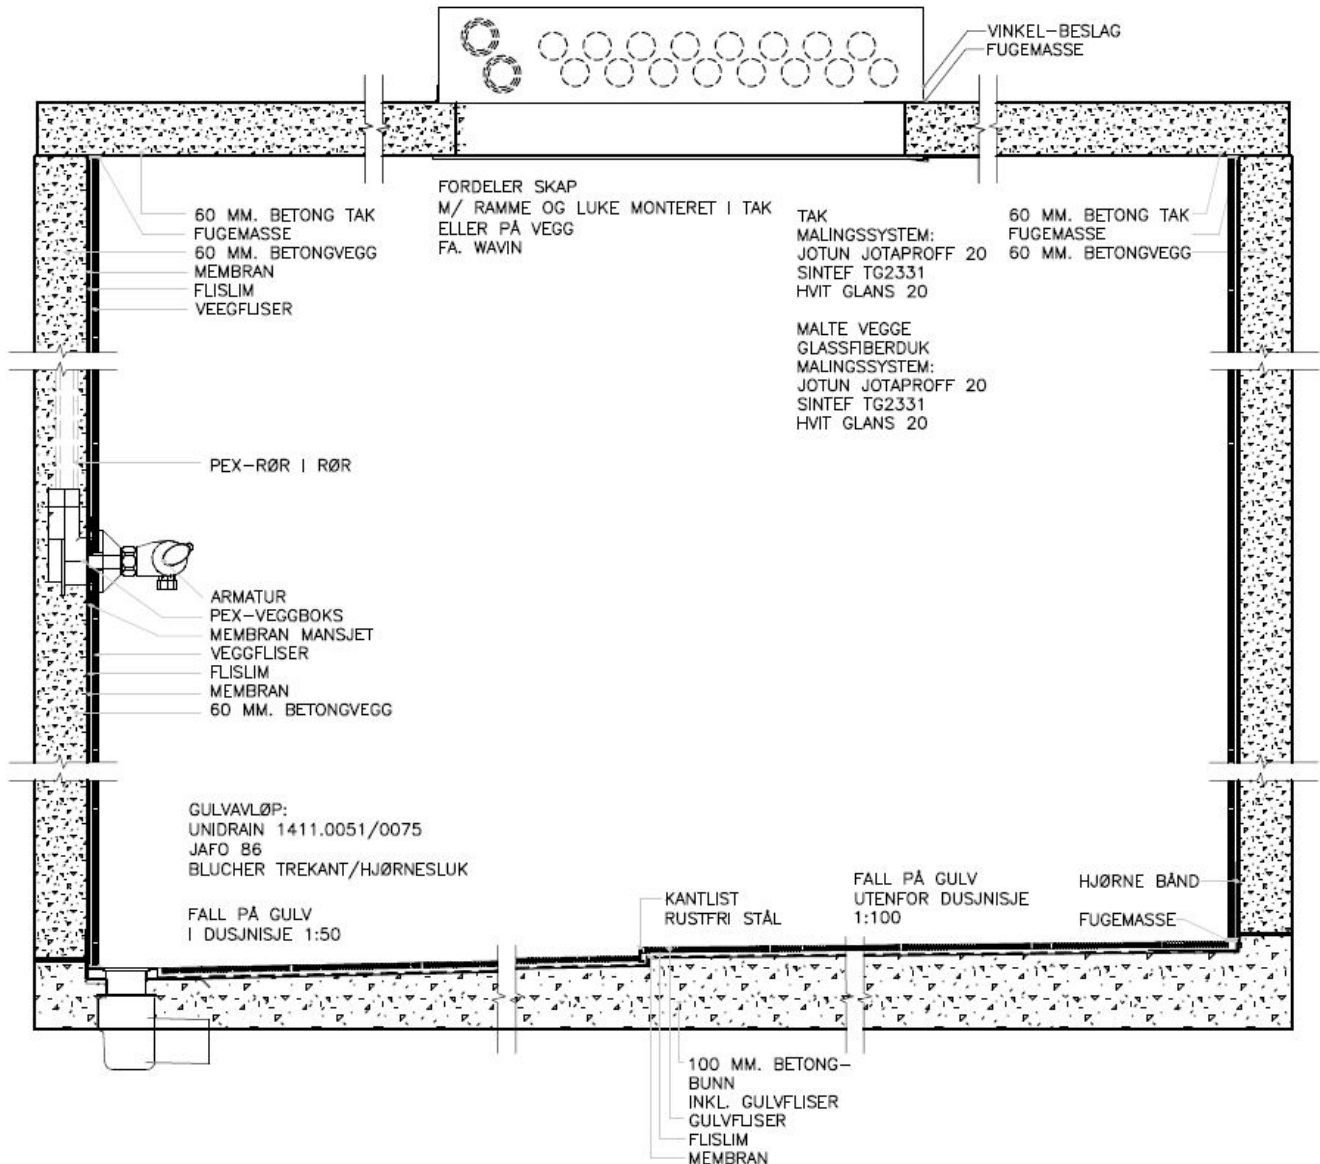 VINKEL-BESLAG
FUGEMASSE
60 MM. BETONG TAK
FUGEMASSE
60 MM. BETONGVEGG
MEMBRAN
FLISLIM
VEEGFLISER
FORDELER SKAP
M/ RAMME OG LUKE MONTERET I TAK
ELLER PÅ VEGG
FA. WAVIN
TAK
MALINGSSYSTEM:
JOTUN JOTAPROFF 20
SINTEF TG2331
HVIT GLANS 20
MALTE VEGGE
GLASSFIBERDUK
MALINGSSYSTEM:
JOTUN JOTAPROFF 20
SINTEF TG2331
HVIT GLANS 20
60 MM. BETONG TAK
FUGEMASSE
60 MM. BETONGVEGG
PEX-RØR I RØR
ARMATUR
PEX-VEGGBOKS
MEMBRAN MANSJET
VEGGFLISER
FLISLIM
MEMBRAN
60 MM. BETONGVEGG
GULVAVLØP:
UNIDRAIN 1411.0051/0075
JAFO 86
BLUCHER TREKANT/HJØRNESLUK
FALL PÅ GULV
I DUSJNISJE 1:50
KANTLIST
RUSTFRI STÅL
FALL PÅ GULV
UTENFOR DUSJNISJE
1:100
HJØRNE BÅND
FUGEMASSE
100 MM. BETONG-
BUNN
INKL. GULVFLISER
GULVFLISER
FLISLIM
MEMBRAN